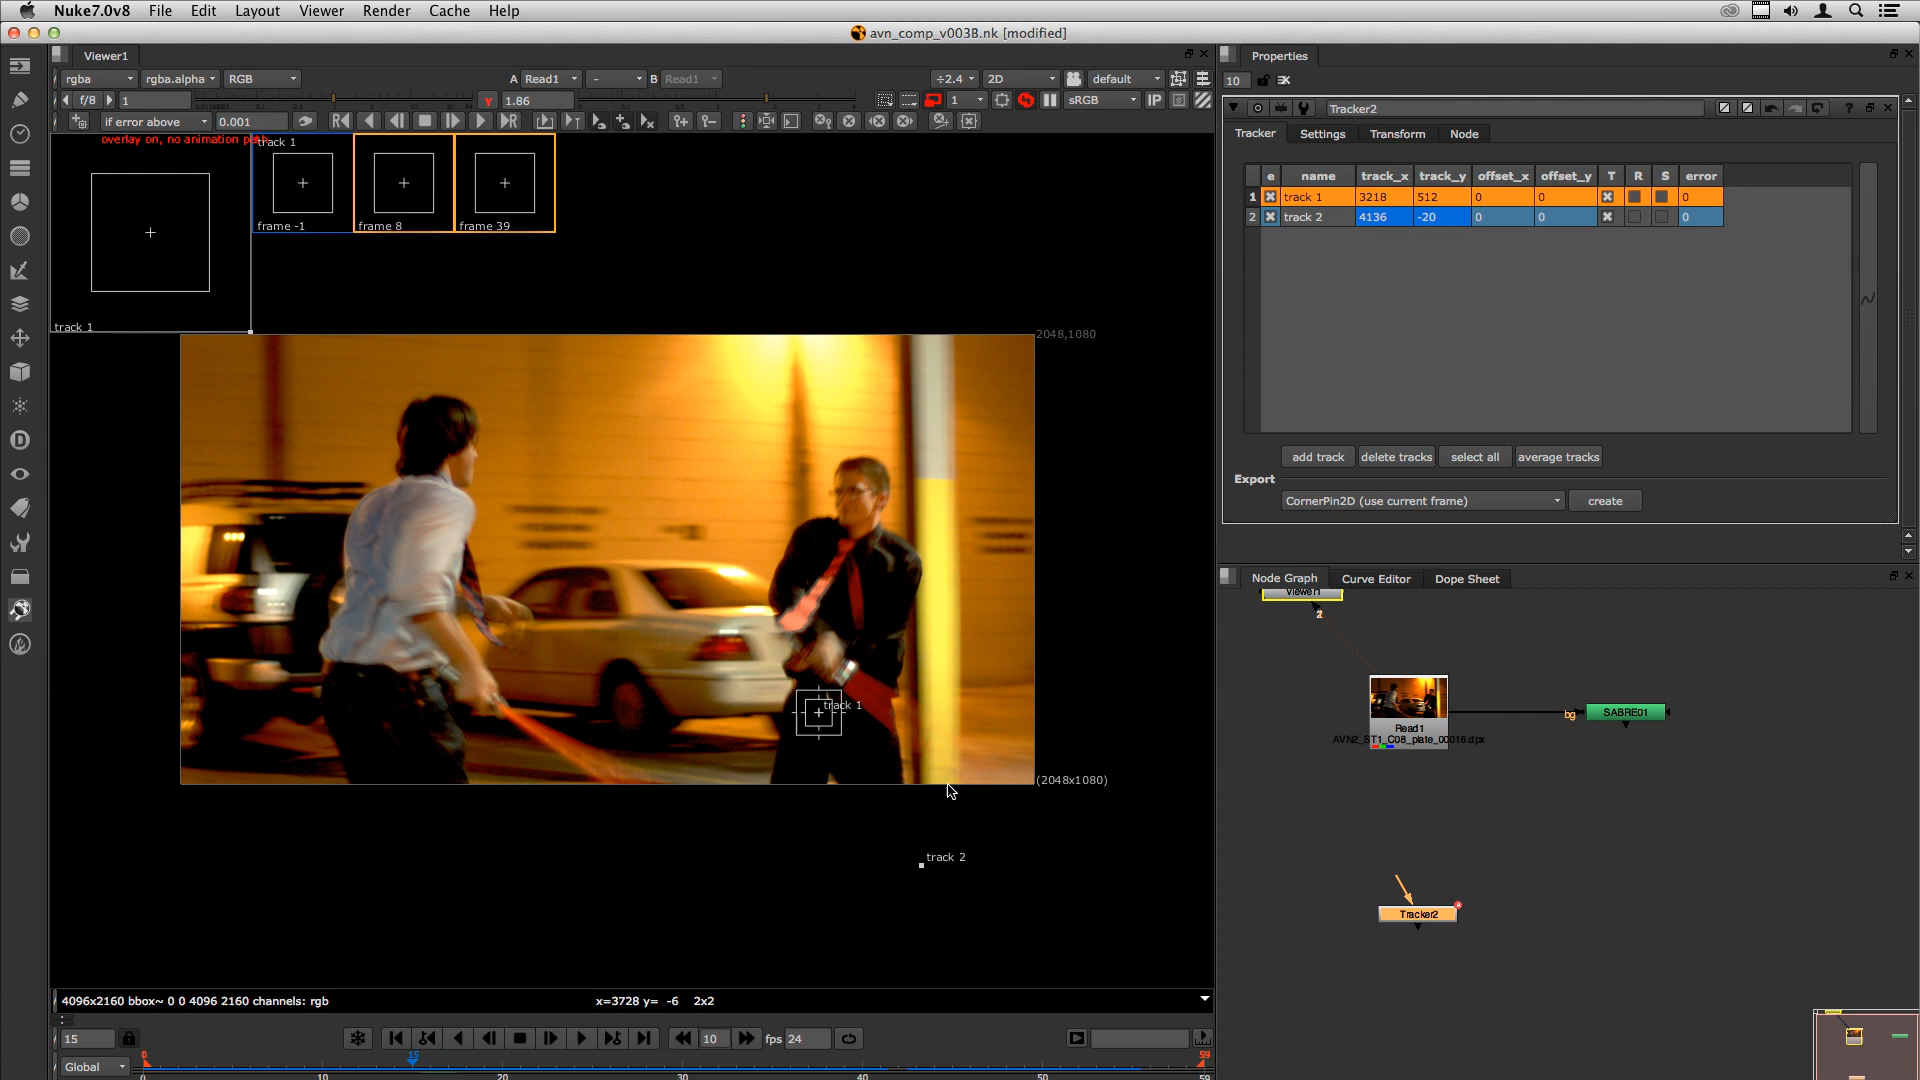 Nuke7.0v8 File Edit Layout Viewer Render Cache Help
avn_comp_v003B.nk [modified]
Viewer1
rgba rgba.alpha RGB A Read1 - B Read1 ÷2.4 2D default
f/8 1 Y 1.86 1 sRGB IP
if error above 0.001
overlay on, no animation path
track 1
frame -1 frame 8 frame 39
track 1
2048,1080
track 1
(2048x1080)
track 2
4096x2160 bbox~ 0 0 4096 2160 channels: rgb x=3728 y= -6 2x2
15 10 fps 24
0 15 59
Global
0 10 20 30 40 50 59
Properties
10
Tracker2
Tracker Settings Transform Node
e name track_x track_y offset_x offset_y T R S error
1 track 1 3218 512 0 0 0
2 track 2 4136 -20 0 0 0
add track delete tracks select all average tracks
Export
CornerPin2D (use current frame) create
Node Graph Curve Editor Dope Sheet
Viewer1
2
bg SABRE01
Read1
AVN2_ST1_C08_plate_00016.dpx
Tracker2